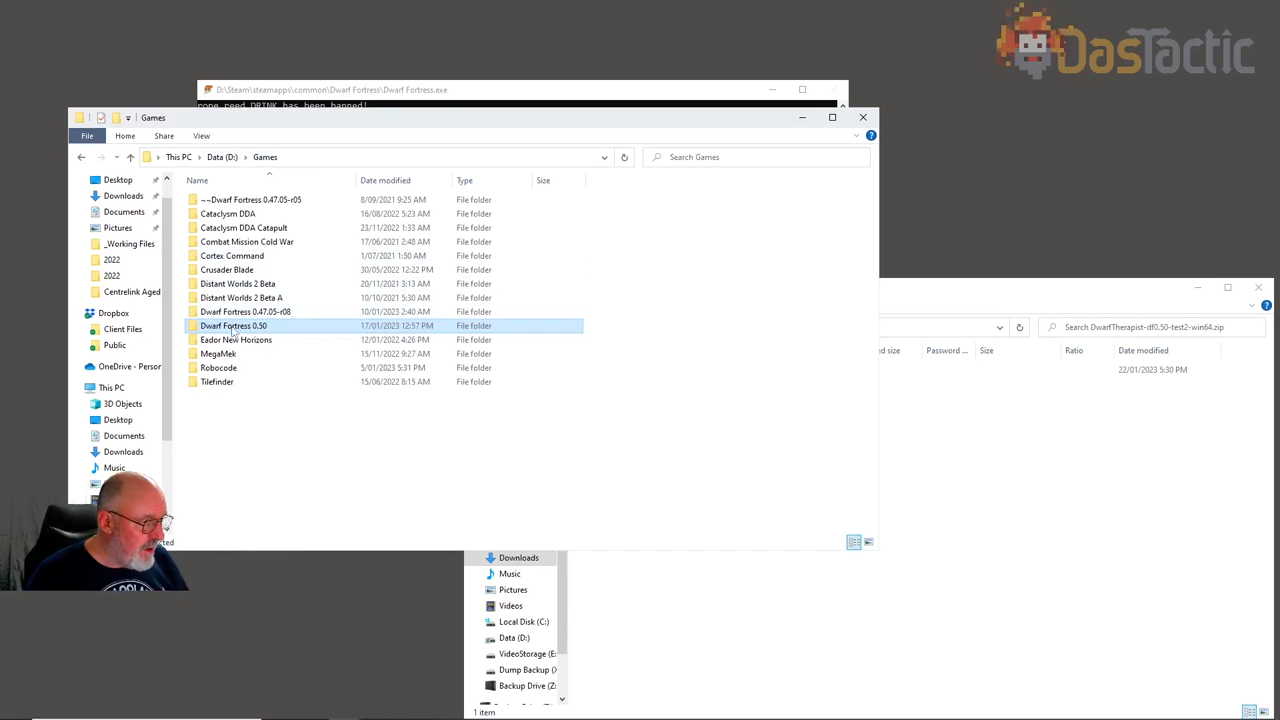 DasTactic
D:\Steam\steamapps\common\Dwarf Fortress\Dwarf Fortress.exe
rope reed DRINK has been banned!
Games
File Home Share View
This PC > Data (D:) > Games
Search Games
Name Date modified Type Size
~~Dwarf Fortress 0.47.05-r05 8/09/2021 9:25 AM File folder
Cataclysm DDA 16/08/2022 5:23 AM File folder
Cataclysm DDA Catapult 23/11/2022 1:33 AM File folder
Combat Mission Cold War 17/06/2021 2:48 AM File folder
Cortex Command 1/07/2021 1:50 AM File folder
Crusader Blade 30/05/2022 12:22 PM File folder
Distant Worlds 2 Beta 20/11/2021 3:13 AM File folder
Distant Worlds 2 Beta A 10/10/2021 5:30 AM File folder
Dwarf Fortress 0.47.05-r08 10/01/2023 2:40 AM File folder
Dwarf Fortress 0.50 17/01/2023 12:57 PM File folder
Eador New Horizons 12/01/2022 4:26 PM File folder
MegaMek 15/11/2022 9:27 AM File folder
Robocode 5/01/2023 5:31 PM File folder
Tilefinder 15/06/2022 8:15 AM File folder
Desktop
Downloads
Documents
Pictures
_Working Files
2022
2022
Centrelink Aged
Dropbox
Client Files
Public
OneDrive - Person
This PC
3D Objects
Desktop
Documents
Downloads
Music
Search DwarfTherapist-df0.50-test2-win64.zip
ed size Password ... Size Ratio Date modified
22/01/2023 5:30 PM
Downloads
Music
Pictures
Videos
Local Disk (C:)
Data (D:)
VideoStorage (E:
Dump Backup (X
Backup Drive (Z:
1 item